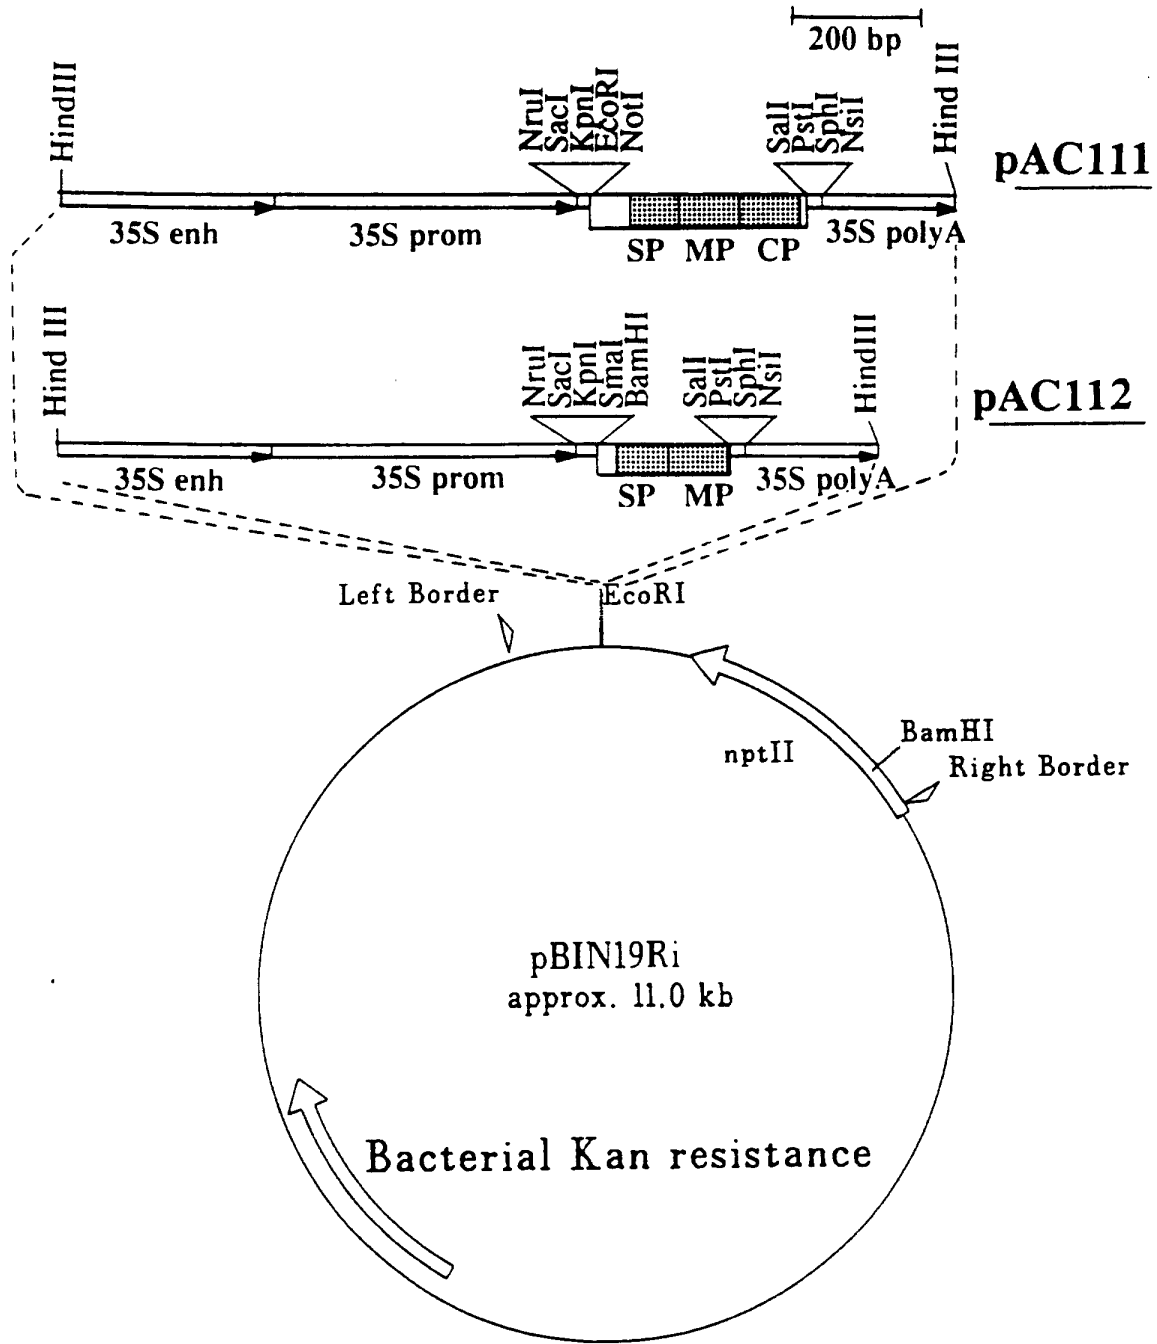 200 bp
HindIII
NruI
SacI
KpnI
EcoRI
NotI
SalI
PstI
SphI
NsiI
Hind III
pAC111
35S enh
35S prom
SP MP CP
35S polyA
Hind III
NruI
SacI
KpnI
SmaI
BamHI
SalI
PstI
SphI
NsiI
HindIII
pAC112
35S enh
35S prom
SP MP
35S polyA
Left Border
EcoRI
nptII
BamHI
Right Border
pBIN19Ri
approx. 11.0 kb
Bacterial Kan resistance